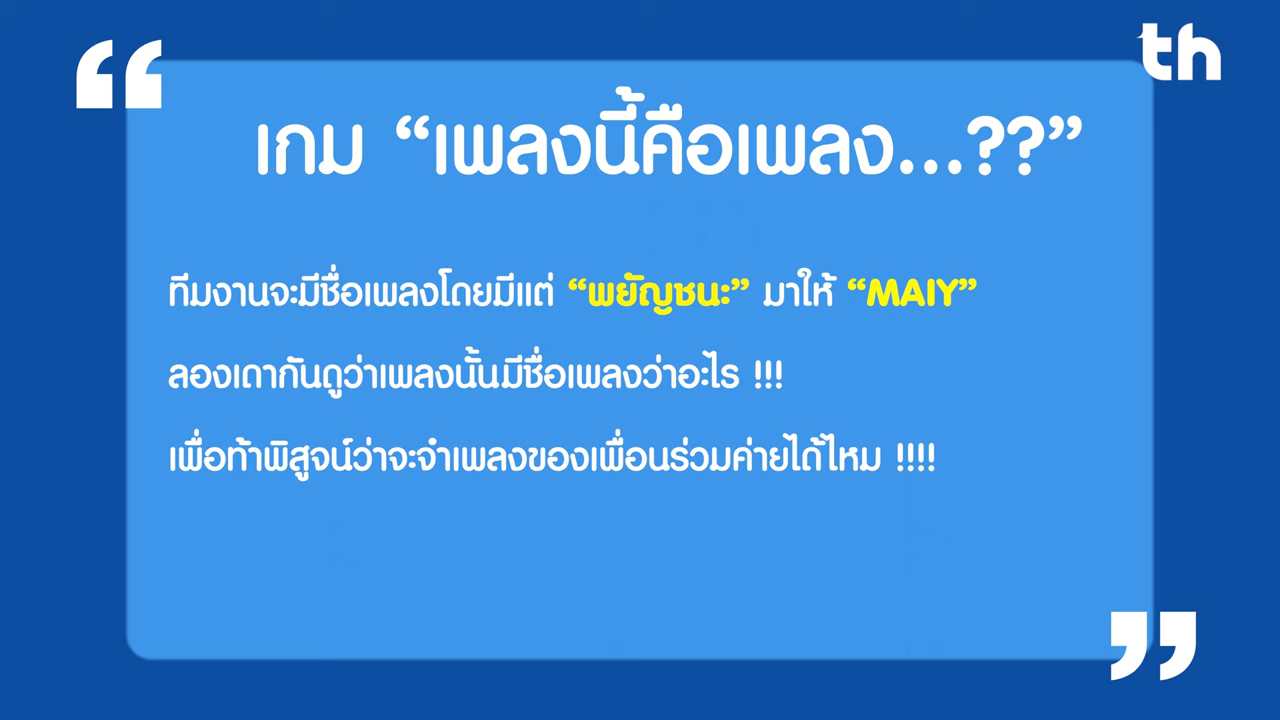 th
เกม “เพลงนี้คือเพลง...??”
ทีมงานจะมีชื่อเพลงโดยมีแต่ “พยัญชนะ” มาให้ “MAIY”
ลองเดากันดูว่าเพลงนั้นมีชื่อเพลงว่าอะไร !!!
เพื่อท้าพิสูจน์ว่าจะจำเพลงของเพื่อนร่วมค่ายได้ไหม !!!!